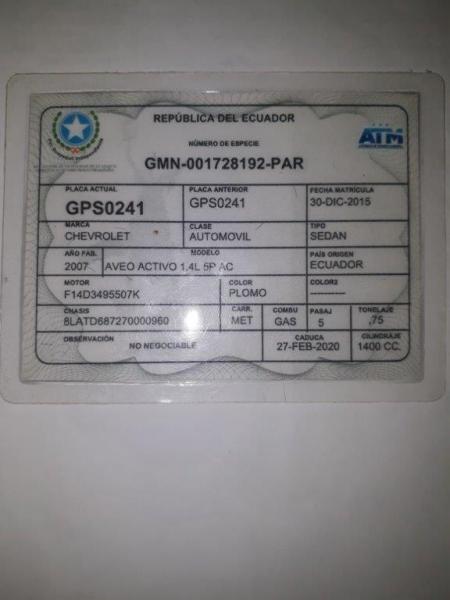 REPÚBLICA DEL ECUADOR
NÚMERO DE ESPECIE
ATM
GMN-001728192-PAR
PLACA ACTUAL PLACA ANTERIOR FECHA MATRÍCULA
GPS0241 GPS0241 30-DIC-2015
MARCA CLASE TIPO
CHEVROLET AUTOMOVIL SEDAN
AÑO FAB. MODELO PAÍS ORIGEN
2007 AVEO ACTIVO 1.4L 5P AC ECUADOR
MOTOR COLOR COLOR2
F14D3495507K PLOMO ----------
CHASIS CARR. COMBU PASAJ TONELAJE
8LATD687270000960 MET GAS 5 ,75
OBSERVACIÓN NO NEGOCIABLE CADUCA CILINDRAJE
27-FEB-2020 1400 CC.